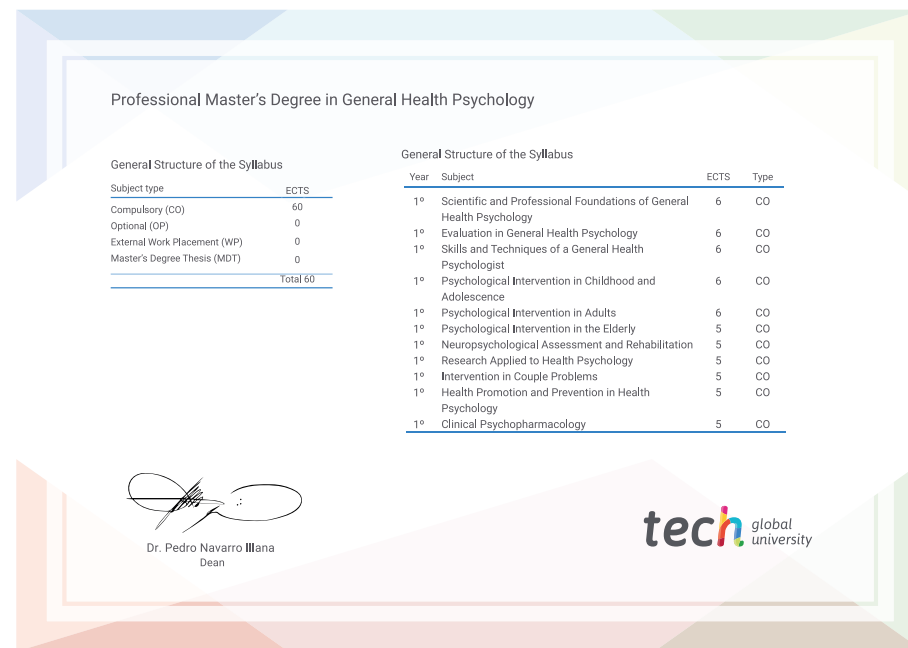 Professional Master's Degree in General Health Psychology
General Structure of the Syllabus
Subject type ECTS
Compulsory (CO) 60
Optional (OP) 0
External Work Placement (WP) 0
Master's Degree Thesis (MDT) 0
Total 60
General Structure of the Syllabus
Year Subject ECTS Type
1º Scientific and Professional Foundations of General 6 CO
Health Psychology
1º Evaluation in General Health Psychology 6 CO
1º Skills and Techniques of a General Health 6 CO
Psychologist
1º Psychological Intervention in Childhood and 6 CO
Adolescence
1º Psychological Intervention in Adults 6 CO
1º Psychological Intervention in the Elderly 5 CO
1º Neuropsychological Assessment and Rehabilitation 5 CO
1º Research Applied to Health Psychology 5 CO
1º Intervention in Couple Problems 5 CO
1º Health Promotion and Prevention in Health 5 CO
Psychology
1º Clinical Psychopharmacology 5 CO
Dr. Pedro Navarro Illana
Dean
tech global
university